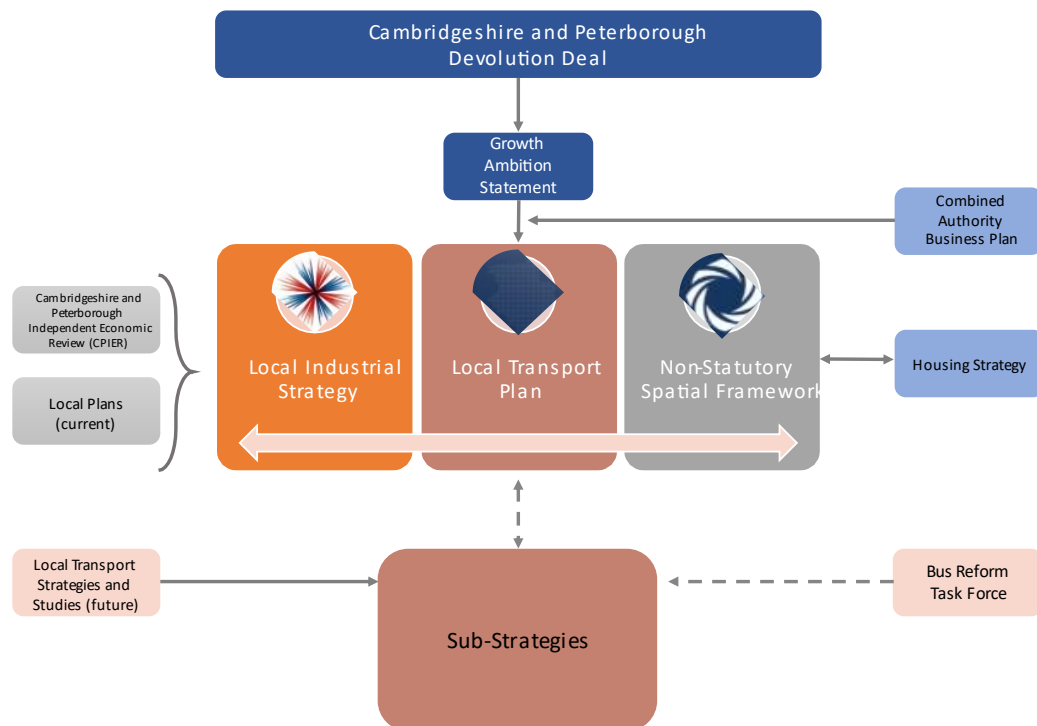 Cambridgeshire and Peterborough
Devolution Deal
Growth
Ambition
Statement
Combined
Authority
Business Plan
Cambridgeshire and
Peterborough
Independent Economic
Review (CPIER)
Local Plans
(current)
Local Industrial
Strategy
Local Transport
Plan
Non-Statutory
Spatial Framework
Housing Strategy
Local Transport
Strategies and
Studies (future)
Sub-Strategies
Bus Reform
Task Force